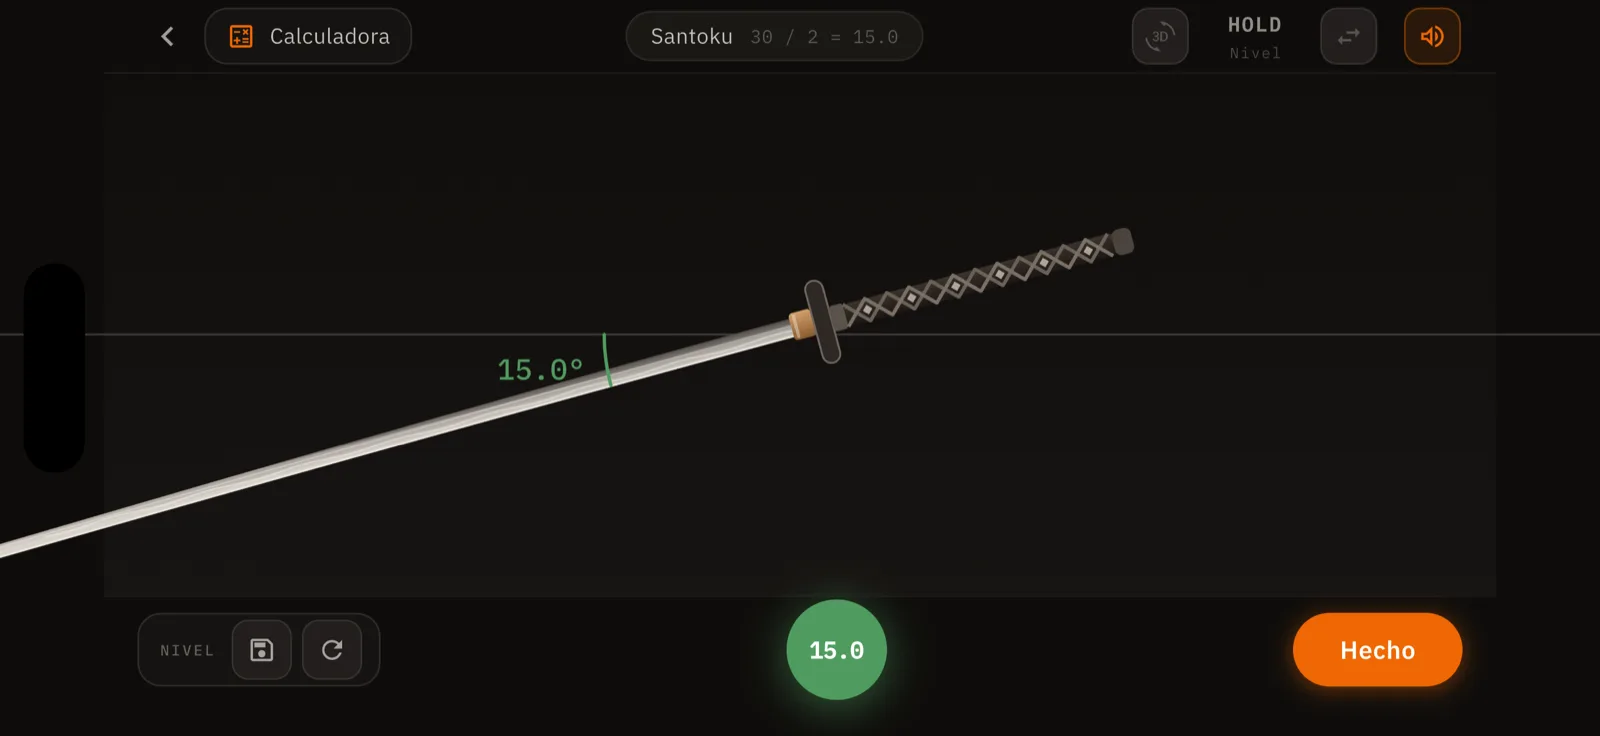 Calculadora
Santoku 30 / 2 = 15.0
3D
HOLD
Nivel
15.0°
NIVEL
15.0
Hecho